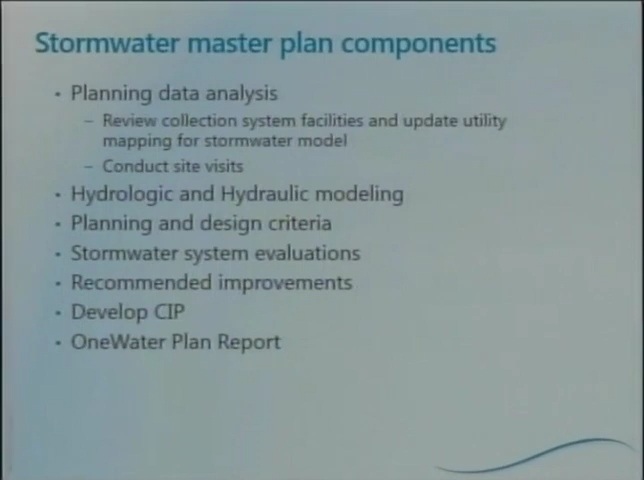 Stormwater master plan components
• Planning data analysis
– Review collection system facilities and update utility
mapping for stormwater model
– Conduct site visits
• Hydrologic and Hydraulic modeling
• Planning and design criteria
• Stormwater system evaluations
• Recommended improvements
• Develop CIP
• OneWater Plan Report